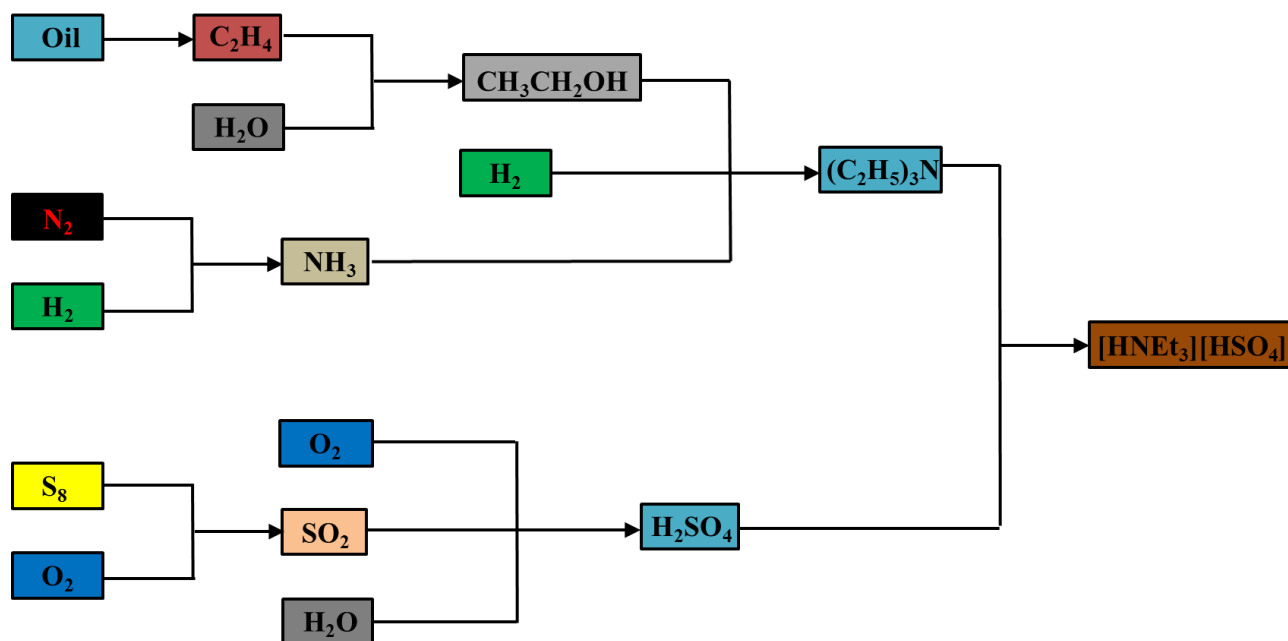 Oil
C₂H₄
H₂O
CH₃CH₂OH
H₂
(C₂H₅)₃N
N₂
H₂
NH₃
[HNEt₃][HSO₄]
S₈
O₂
O₂
SO₂
H₂O
H₂SO₄